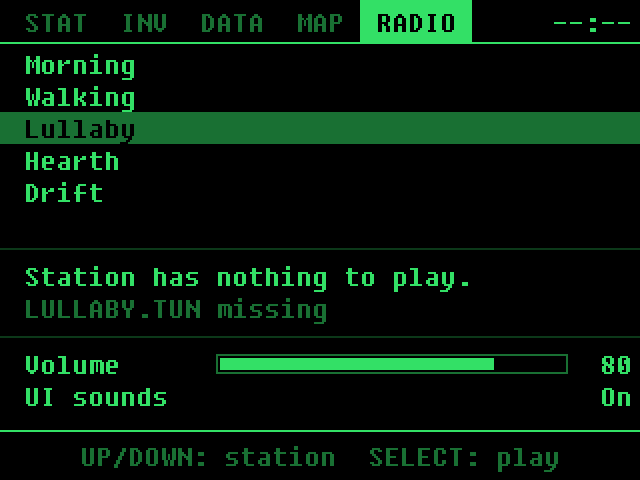 STAT INV DATA MAP RADIO --:--
Morning
Walking
Lullaby
Hearth
Drift
Station has nothing to play.
LULLABY.TUN missing
Volume 80
UI sounds On
UP/DOWN: station SELECT: play